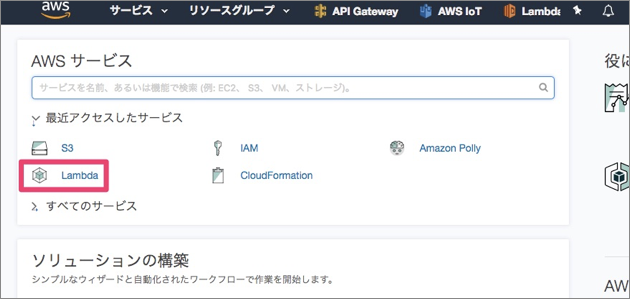 aws サービス リソースグループ API Gateway AWS IoT Lambda
AWS サービス
役に
サービスを名前、あるいは機能で検索 (例: EC2、S3、VM、ストレージ)。
最近アクセスしたサービス
S3 IAM Amazon Polly
Lambda CloudFormation
すべてのサービス
ソリューションの構築
シンプルなウィザードと自動化されたワークフローで作業を開始します。
AW